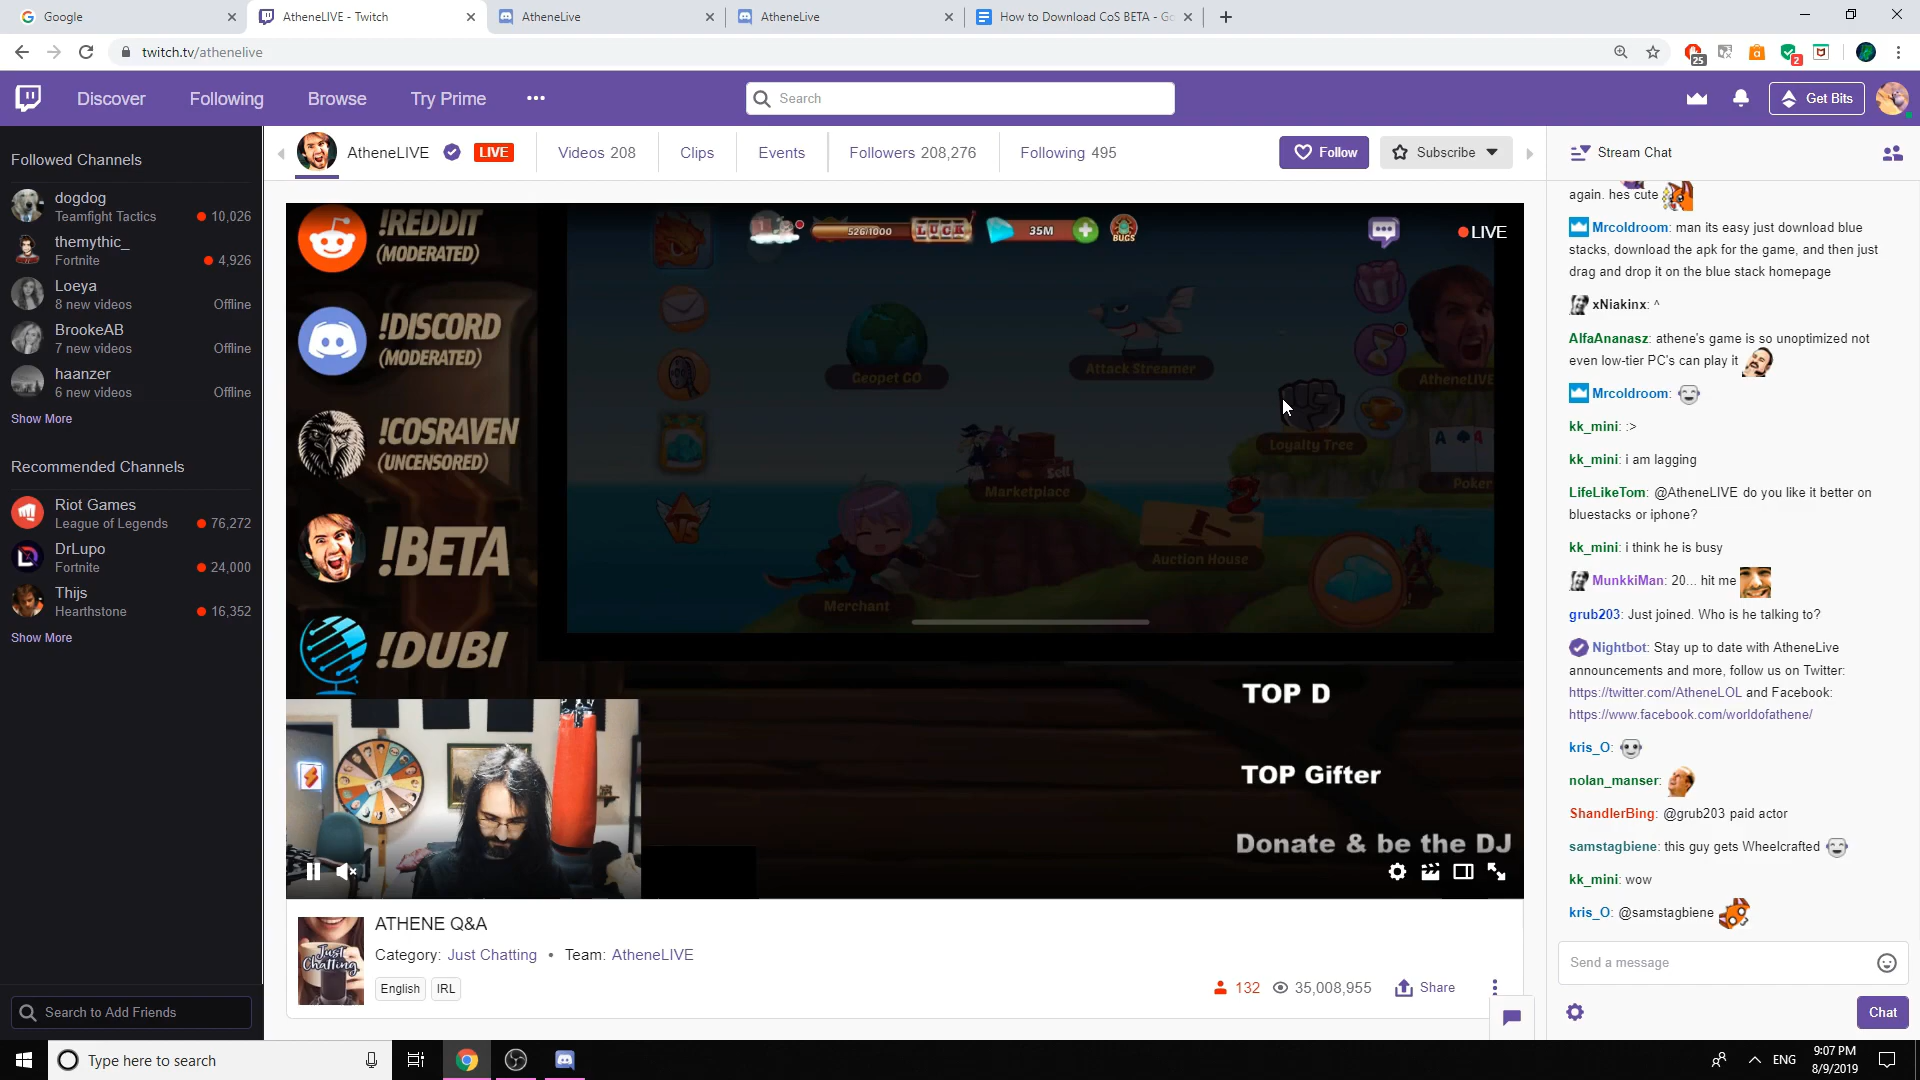 Google
AtheneLIVE - Twitch
AtheneLive
AtheneLive
How to Download CoS BETA - Go
twitch.tv/athenelive
25
2
Discover
Following
Browse
Try Prime
Search
Get Bits
Followed Channels
dogdog
Teamfight Tactics
10,026
themythic_
Fortnite
4,926
Loeya
8 new videos
Offline
BrookeAB
7 new videos
Offline
haanzer
6 new videos
Offline
Show More
Recommended Channels
Riot Games
League of Legends
76,272
DrLupo
Fortnite
24,000
Thijs
Hearthstone
16,352
Show More
Search to Add Friends
AtheneLIVE
LIVE
Videos 208
Clips
Events
Followers 208,276
Following 495
Follow
Subscribe
!REDDIT
(MODERATED)
!DISCORD
(MODERATED)
!COSRAVEN
(UNCENSORED)
!BETA
!DUBI
526/1000
LUCK
35M
BUGS
LIVE
Geopet GO
Attack Streamer
AtheneLIVE
Loyalty Tree
Sell
Marketplace
Poker
Auction House
Merchant
TOP D
TOP Gifter
Donate & be the DJ
ATHENE Q&A
Just Chatting
Category: Just Chatting • Team: AtheneLIVE
English
IRL
132
35,008,955
Share
Stream Chat
again. hes cute
Mrcoldroom: man its easy just download blue
stacks, download the apk for the game, and then just
drag and drop it on the blue stack homepage
xNiakinx: ^
AlfaAnanasz: athene's game is so unoptimized not
even low-tier PC's can play it
Mrcoldroom:
kk_mini: :>
kk_mini: i am lagging
LifeLikeTom: @AtheneLIVE do you like it better on
bluestacks or iphone?
kk_mini: i think he is busy
MunkkiMan: 20... hit me
grub203: Just joined. Who is he talking to?
Nightbot: Stay up to date with AtheneLive
announcements and more, follow us on Twitter:
https://twitter.com/AtheneLOL and Facebook:
https://www.facebook.com/worldofathene/
kris_O:
nolan_manser:
ShandlerBing: @grub203 paid actor
samstagbiene: this guy gets Wheelcrafted
kk_mini: wow
kris_O: @samstagbiene
Send a message
Chat
Type here to search
ENG
9:07 PM
8/9/2019